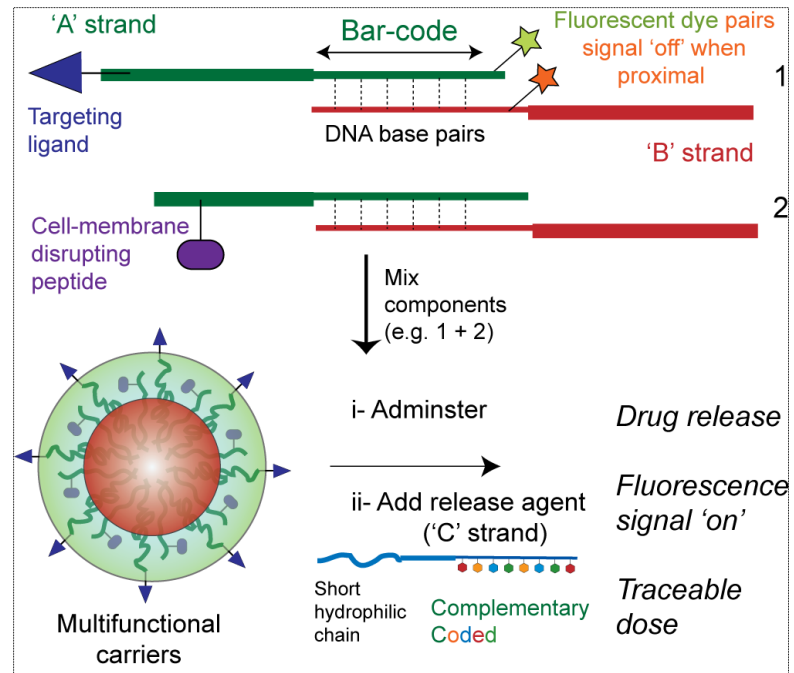 ‘A’ strand
Bar-code
Fluorescent dye pairs
signal ‘off’ when
proximal
1
Targeting
ligand
DNA base pairs
‘B’ strand
2
Cell-membrane
disrupting
peptide
Mix
components
(e.g. 1 + 2)
i- Adminster
Drug release
ii- Add release agent
(‘C’ strand)
Fluorescence
signal ‘on’
Short
hydrophilic
chain
Complementary
Coded
Traceable
dose
Multifunctional
carriers